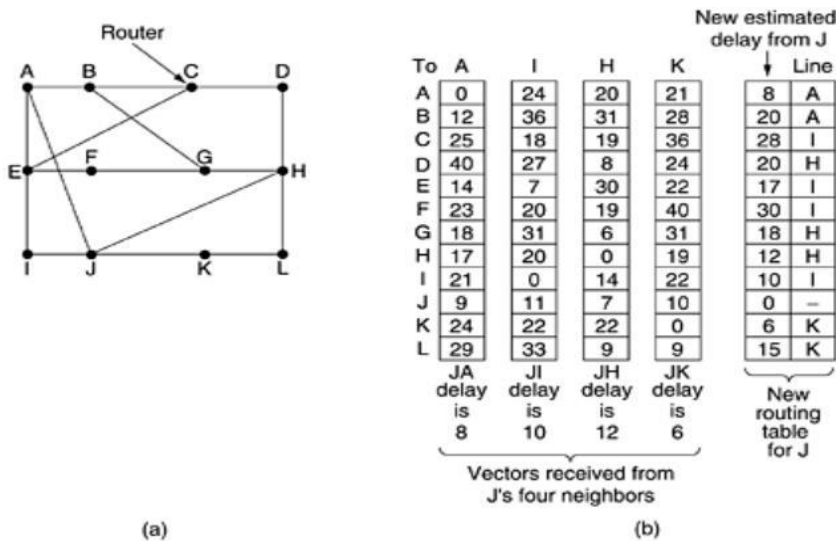 Router
A B C D
E F G H
I J K L
(a)
New estimated
delay from J
To A I H K Line
A 0 24 20 21 8 A
B 12 36 31 28 20 A
C 25 18 19 36 28 I
D 40 27 8 24 20 H
E 14 7 30 22 17 I
F 23 20 19 40 30 I
G 18 31 6 31 18 H
H 17 20 0 19 12 H
I 21 0 14 22 10 I
J 9 11 7 10 0 –
K 24 22 22 0 6 K
L 29 33 9 9 15 K
JA JI JH JK
delay delay delay delay
is is is is
8 10 12 6
New
routing
table
for J
Vectors received from
J's four neighbors
(b)